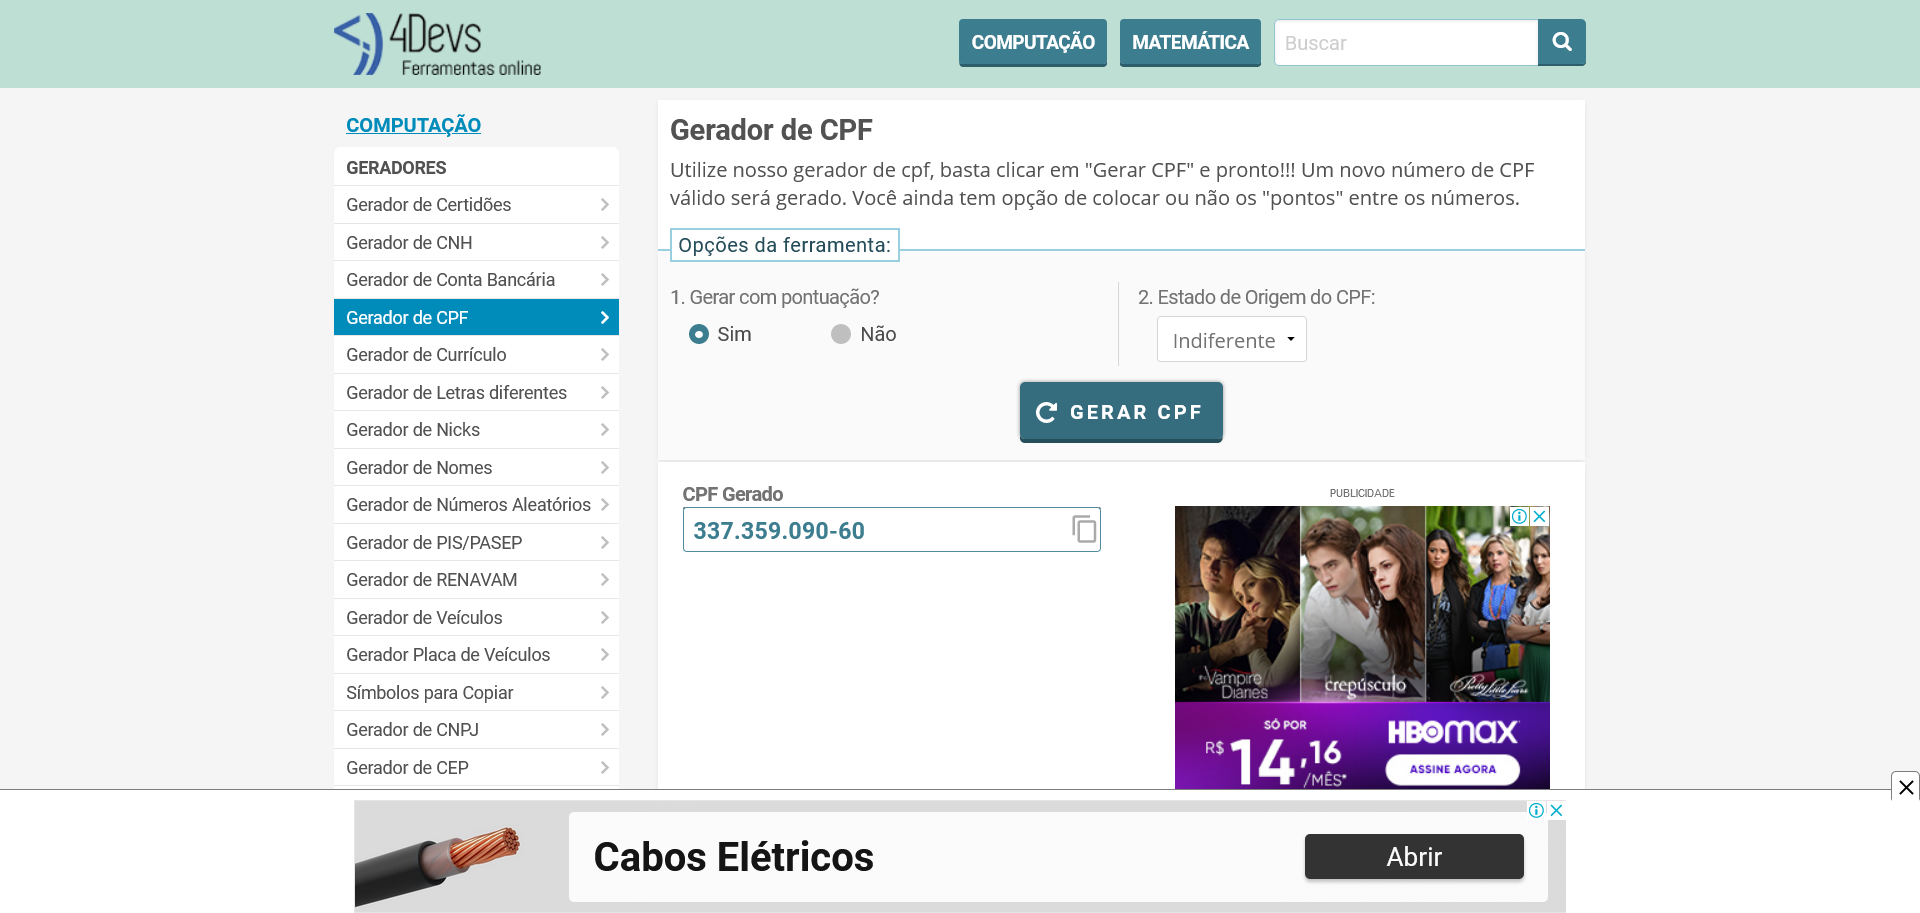 4Devs
Ferramentas online
COMPUTAÇÃO
MATEMÁTICA
Buscar
COMPUTAÇÃO
GERADORES
Gerador de Certidões
Gerador de CNH
Gerador de Conta Bancária
Gerador de CPF
Gerador de Currículo
Gerador de Letras diferentes
Gerador de Nicks
Gerador de Nomes
Gerador de Números Aleatórios
Gerador de PIS/PASEP
Gerador de RENAVAM
Gerador de Veículos
Gerador Placa de Veículos
Símbolos para Copiar
Gerador de CNPJ
Gerador de CEP
Gerador de CPF
Utilize nosso gerador de cpf, basta clicar em "Gerar CPF" e pronto!!! Um novo número de CPF
válido será gerado. Você ainda tem opção de colocar ou não os "pontos" entre os números.
Opções da ferramenta:
1. Gerar com pontuação?
Sim
Não
2. Estado de Origem do CPF:
Indiferente
GERAR CPF
CPF Gerado
337.359.090-60
PUBLICIDADE
the Vampire
Diaries
crepúsculo
Pretty little liars
SÓ POR
R$ 14,16
/MÊS*
HBOMAX
ASSINE AGORA
Cabos Elétricos
Abrir